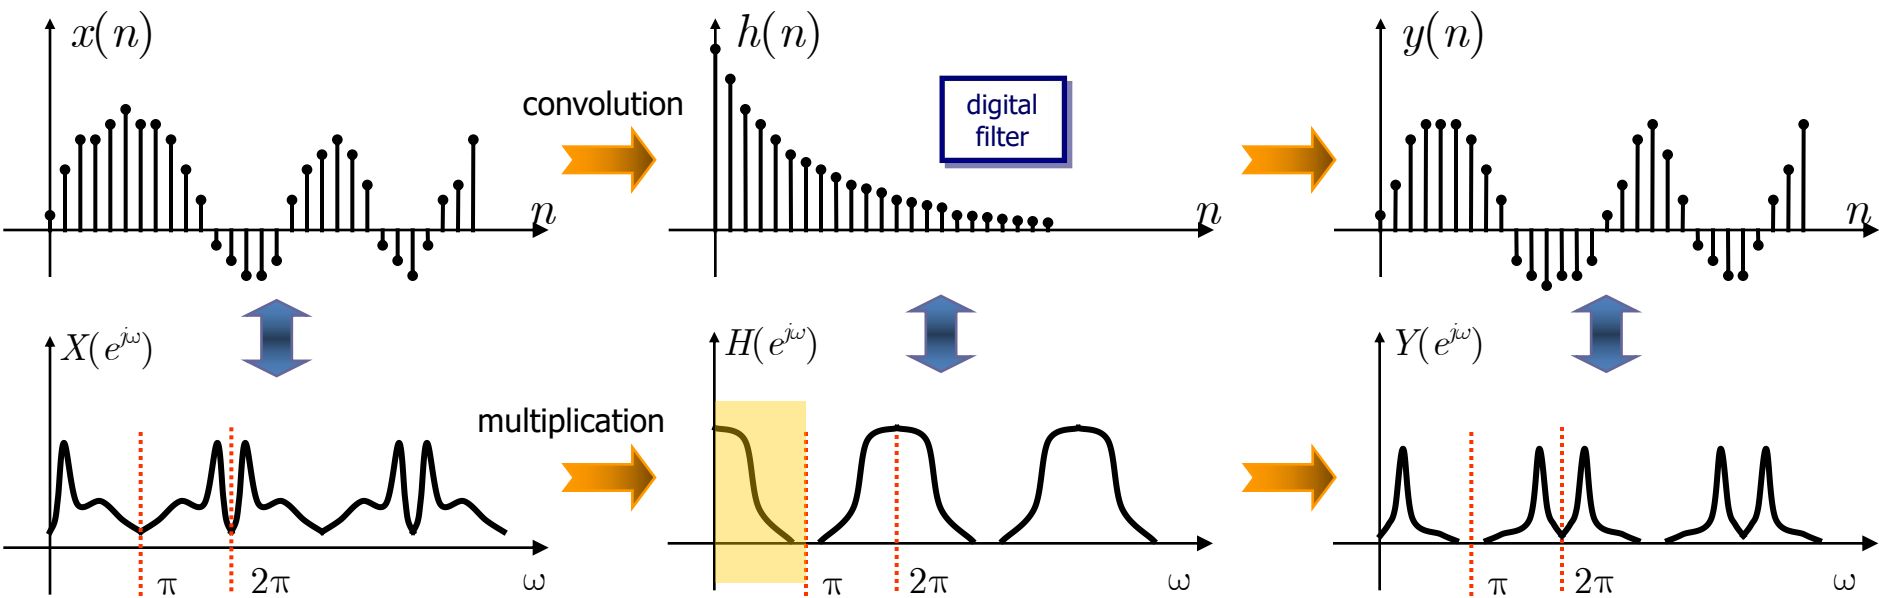 x(n)
h(n)
y(n)
convolution
digital
filter
n
n
n
X(e^{jω})
H(e^{jω})
Y(e^{jω})
multiplication
π
2π
ω
π
2π
ω
π
2π
ω